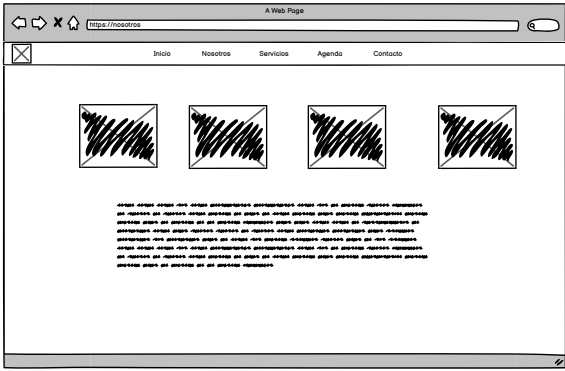 A Web Page
https://nosotros
Inicio Nosotros Servicios Agenda Contacto